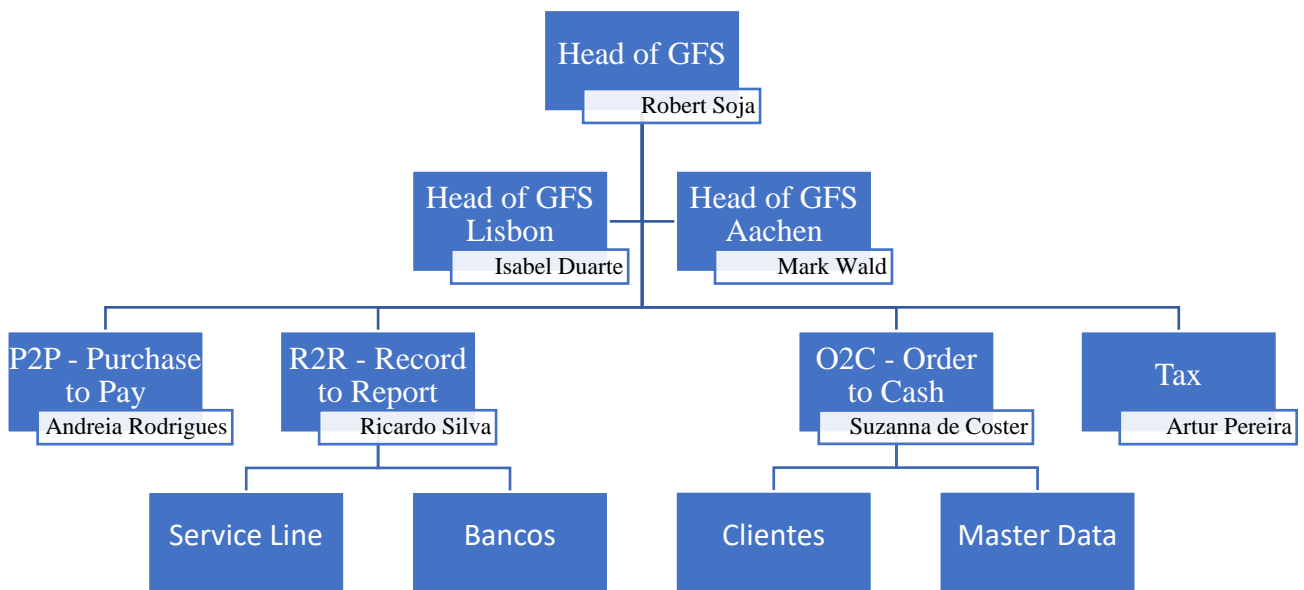 Head of GFS
Robert Soja
Head of GFS
Lisbon
Isabel Duarte
Head of GFS
Aachen
Mark Wald
P2P - Purchase
to Pay
Andreia Rodrigues
R2R - Record
to Report
Ricardo Silva
O2C - Order
to Cash
Suzanna de Coster
Tax
Artur Pereira
Service Line
Bancos
Clientes
Master Data